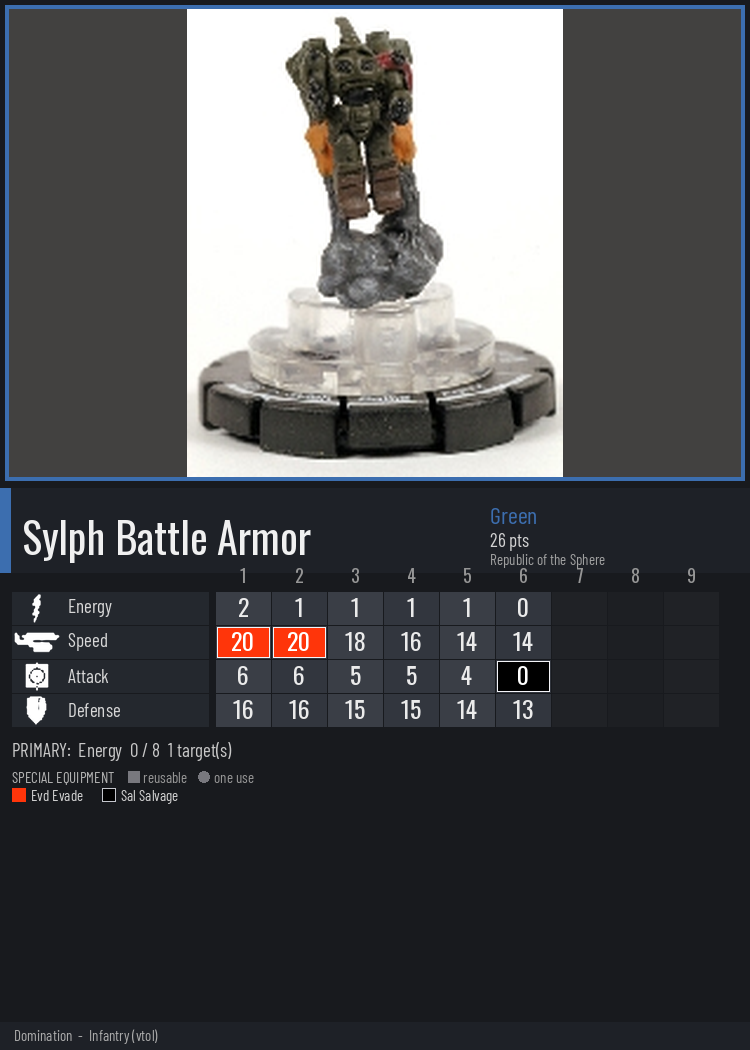 Sylph Battle Armor
Green
26 pts
Republic of the Sphere
1 2 3 4 5 6 7 8 9
Energy 2 1 1 1 1 0
Speed 20 20 18 16 14 14
Attack 6 6 5 5 4 0
Defense 16 16 15 15 14 13
PRIMARY: Energy 0 / 8 1 target(s)
SPECIAL EQUIPMENT reusable one use
Evd Evade Sal Salvage
Domination - Infantry (vtol)